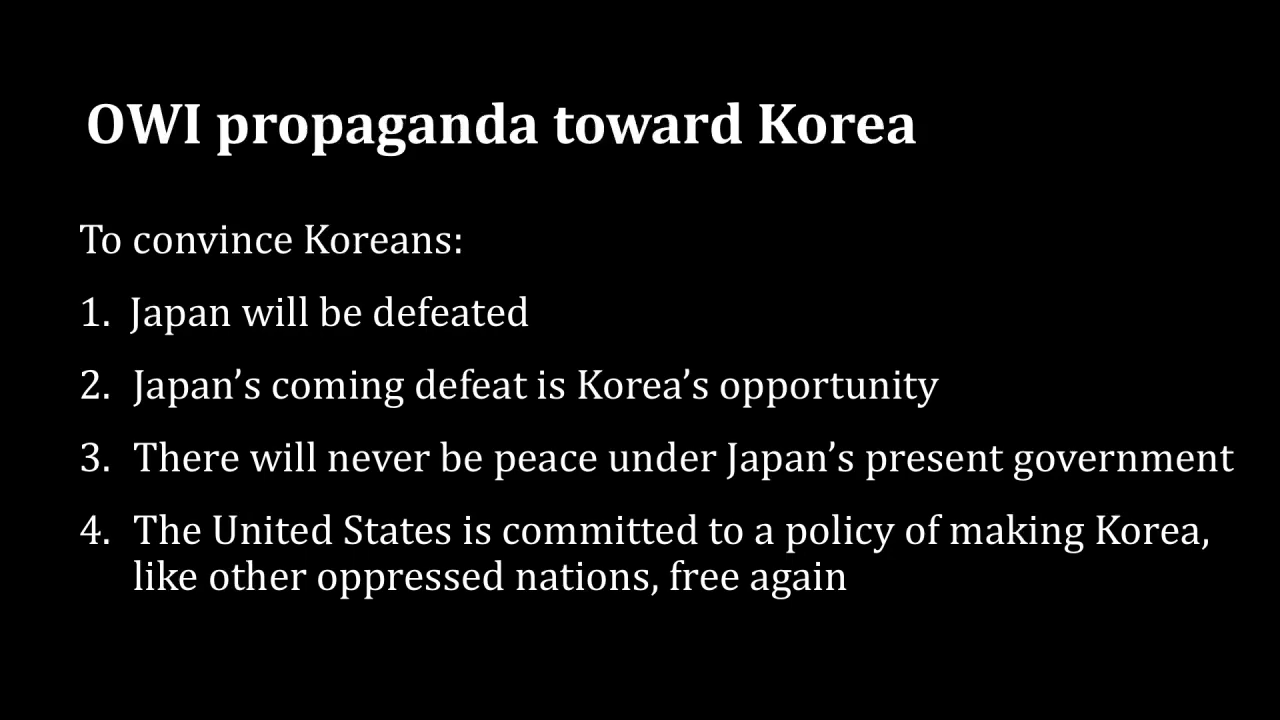 OWI propaganda toward Korea
To convince Koreans:
1. Japan will be defeated
2. Japan’s coming defeat is Korea’s opportunity
3. There will never be peace under Japan’s present government
4. The United States is committed to a policy of making Korea,
like other oppressed nations, free again